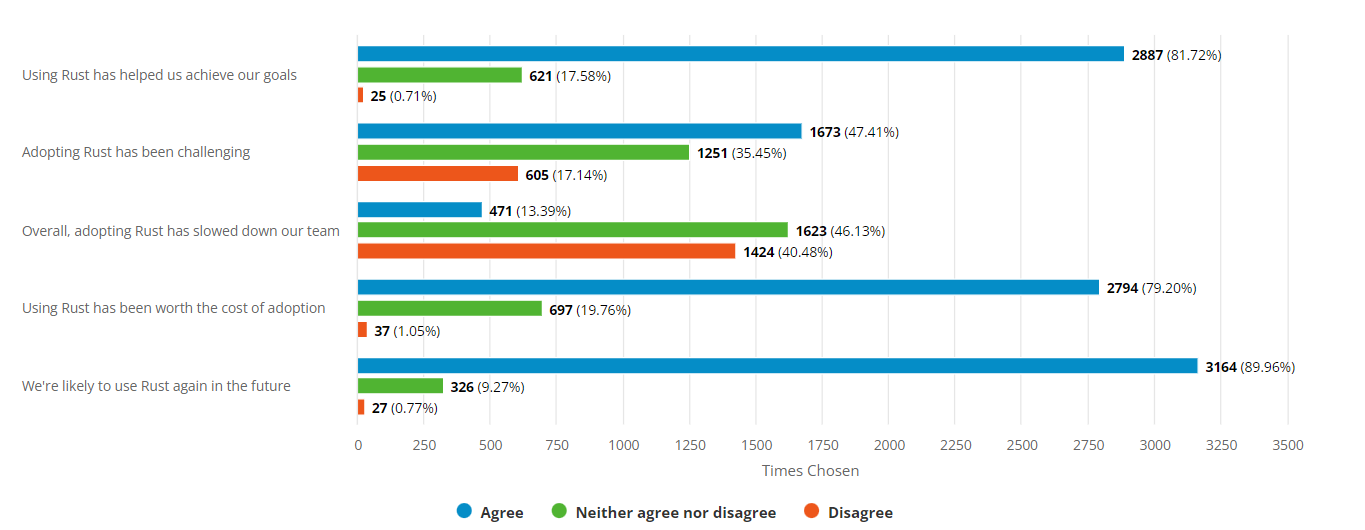 2887 (81.72%)
Using Rust has helped us achieve our goals
621 (17.58%)
25 (0.71%)
1673 (47.41%)
Adopting Rust has been challenging
1251 (35.45%)
605 (17.14%)
471 (13.39%)
Overall, adopting Rust has slowed down our team
1623 (46.13%)
1424 (40.48%)
2794 (79.20%)
Using Rust has been worth the cost of adoption
697 (19.76%)
37 (1.05%)
3164 (89.96%)
We're likely to use Rust again in the future
326 (9.27%)
27 (0.77%)
0 250 500 750 1000 1250 1500 1750 2000 2250 2500 2750 3000 3250 3500
Times Chosen
Agree Neither agree nor disagree Disagree